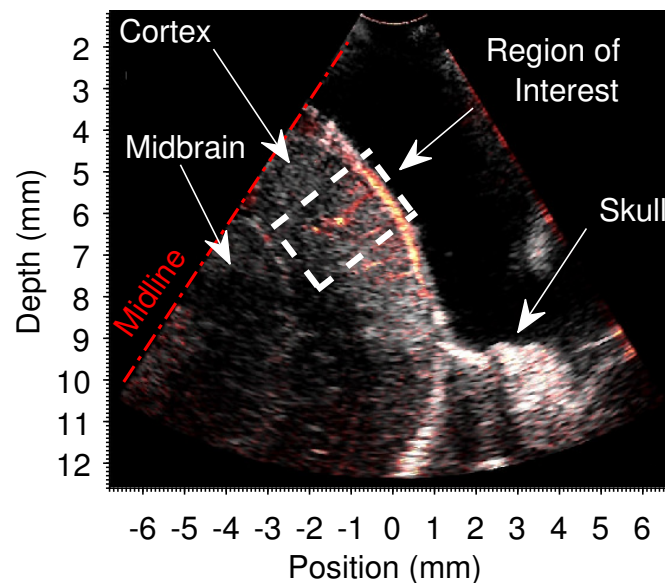 Cortex
Region of
Interest
Midbrain
Skull
Midline
Depth (mm)
2
3
4
5
6
7
8
9
10
11
12
-6 -5 -4 -3 -2 -1 0 1 2 3 4 5 6
Position (mm)